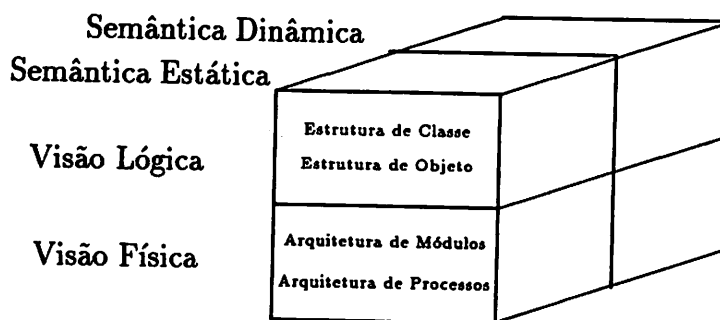 Semântica Dinâmica
Semântica Estática
Estrutura de Classe
Visão Lógica
Estrutura de Objeto
Arquitetura de Módulos
Visão Física
Arquitetura de Processos